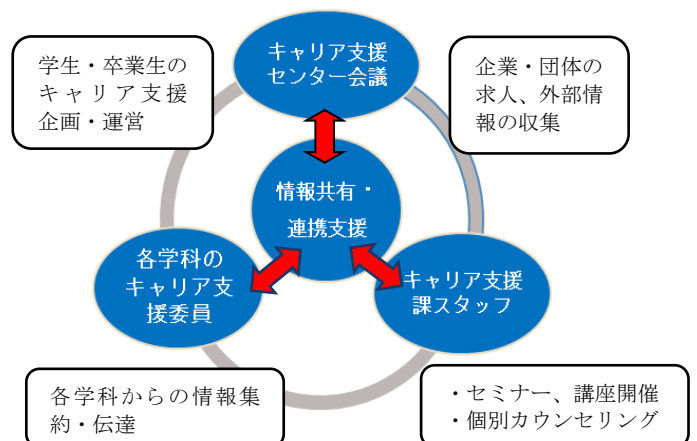 キャリア支援
センター会議
学生・卒業生の
キャリア支援
企画・運営
企業・団体の
求人、外部情
報の収集
情報共有・
連携支援
各学科の
キャリア支
援委員
キャリア支援
課スタッフ
各学科からの情報集
約・伝達
・セミナー、講座開催
・個別カウンセリング